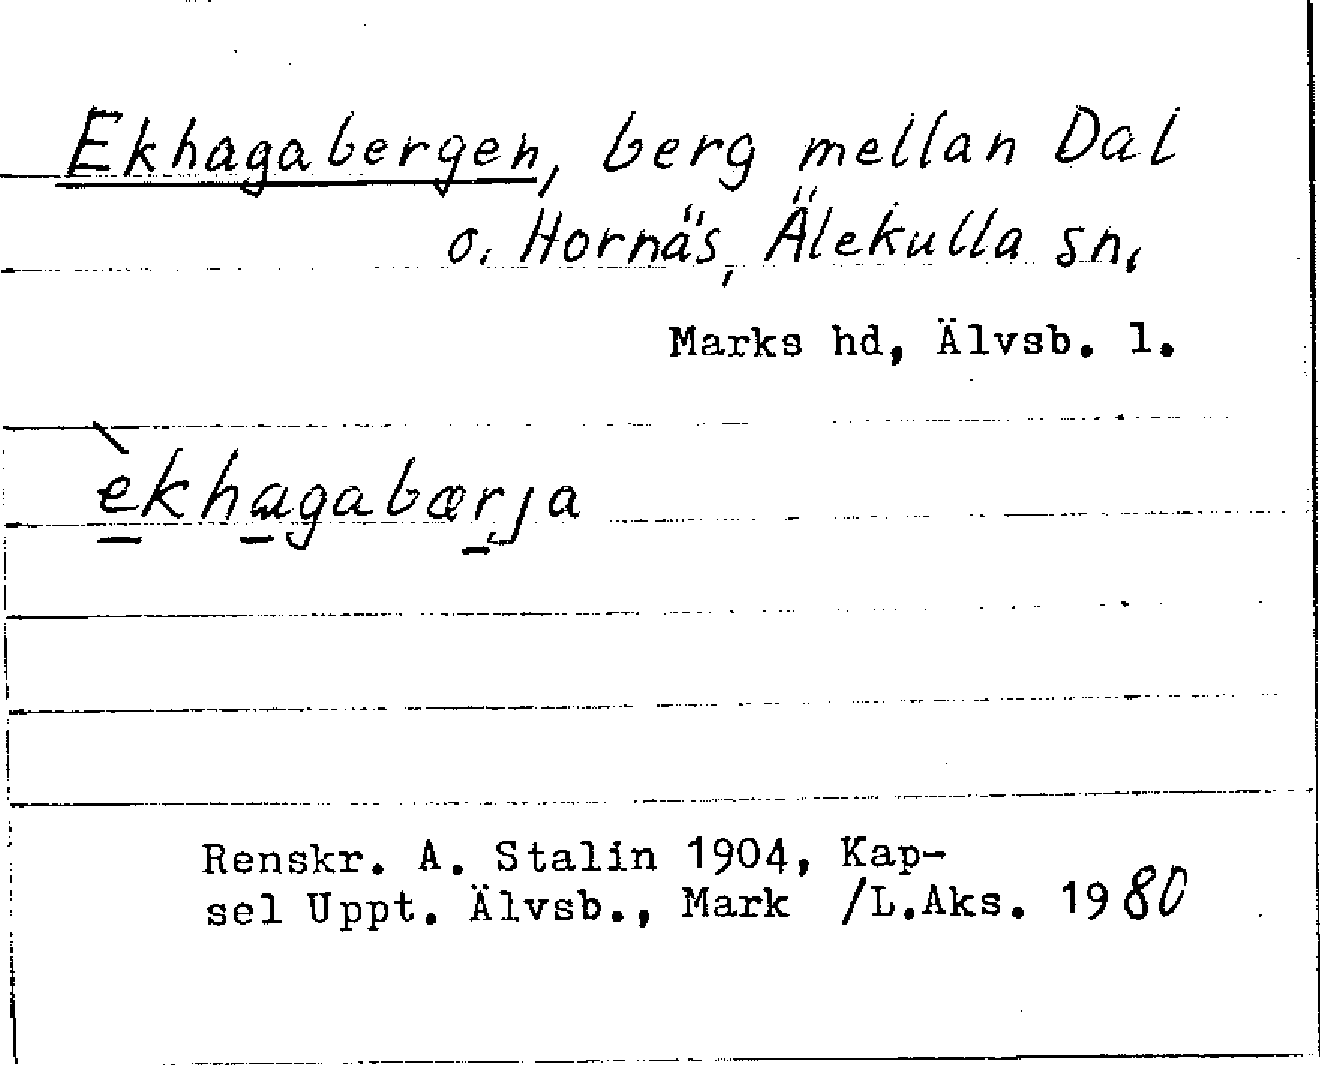 Ekhagabergen, berg mellan Dal
o. Hornäs, Älekulla sn,
Marks hd, Älvsb. l.
èkhagabærja
Renskr. A. Stalin 1904, Kap-
sel Uppt. Älvsb., Mark /L.Aks. 1980